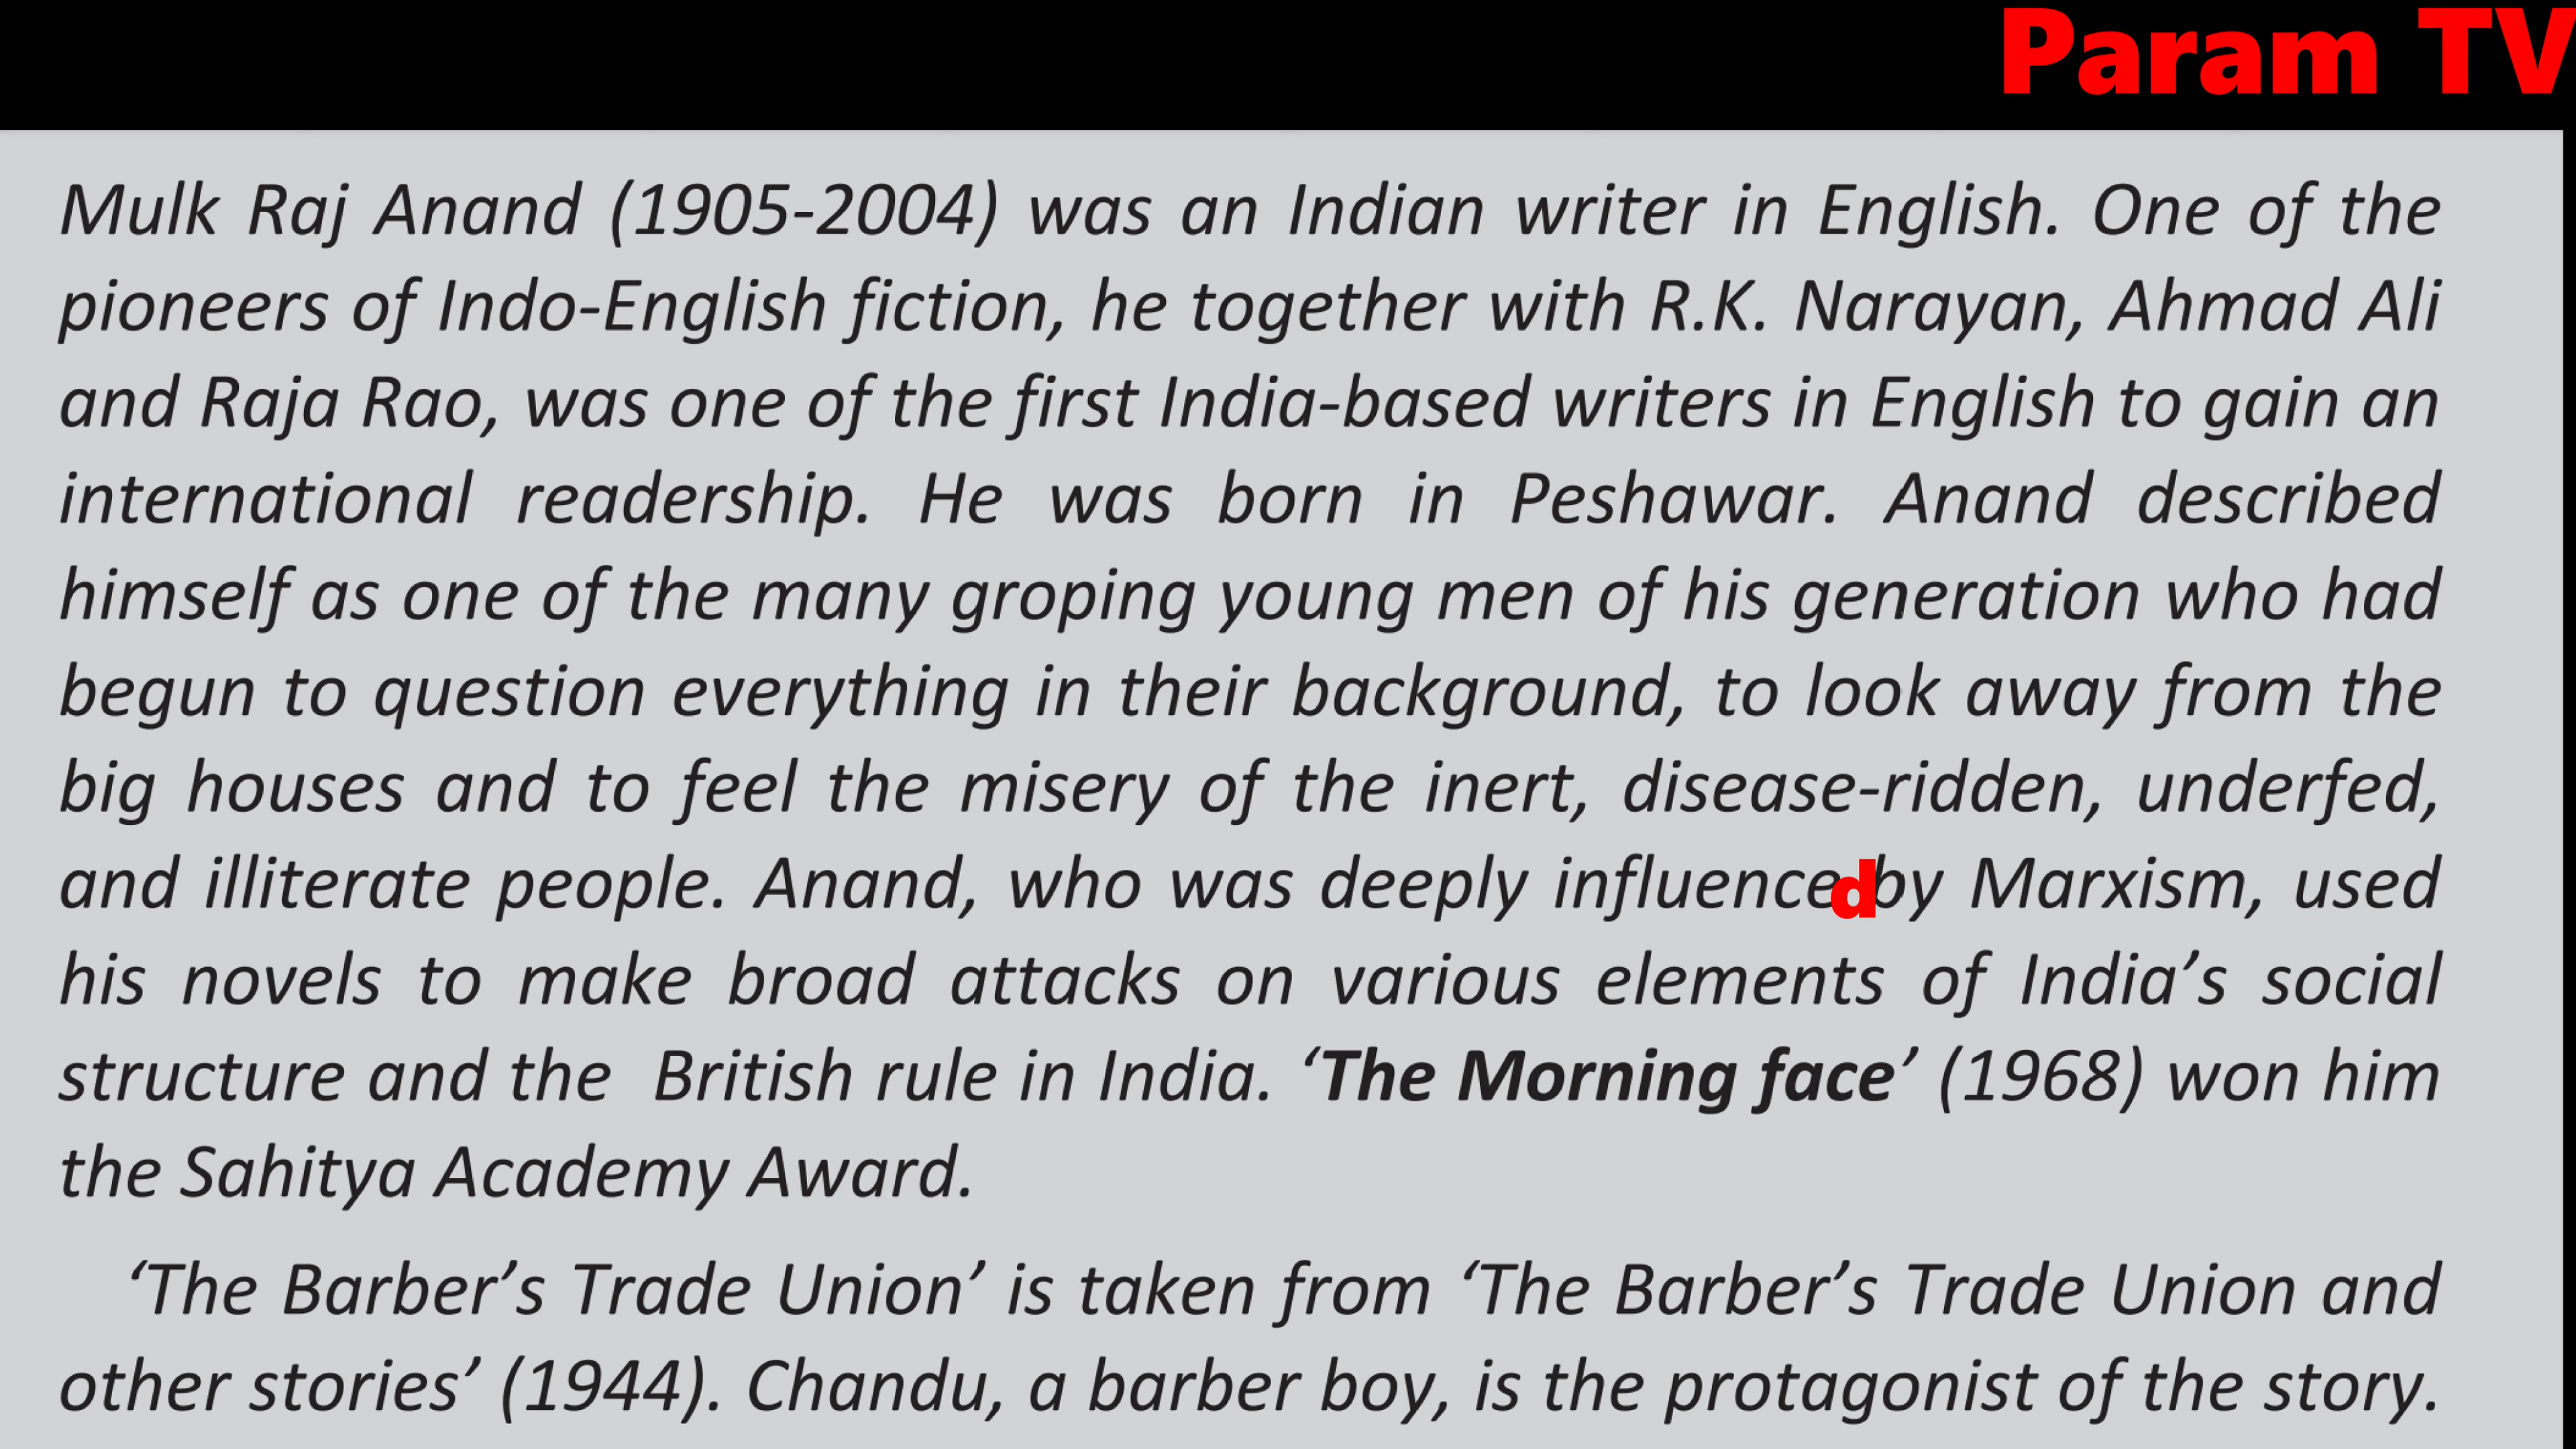 Param TV
Mulk Raj Anand (1905-2004) was an Indian writer in English. One of the
pioneers of Indo-English fiction, he together with R.K. Narayan, Ahmad Ali
and Raja Rao, was one of the first India-based writers in English to gain an
international readership. He was born in Peshawar. Anand described
himself as one of the many groping young men of his generation who had
begun to question everything in their background, to look away from the
big houses and to feel the misery of the inert, disease-ridden, underfed,
and illiterate people. Anand, who was deeply influenced by Marxism, used
his novels to make broad attacks on various elements of India’s social
structure and the British rule in India. ‘The Morning face’ (1968) won him
the Sahitya Academy Award.
‘The Barber’s Trade Union’ is taken from ‘The Barber’s Trade Union and
other stories’ (1944). Chandu, a barber boy, is the protagonist of the story.